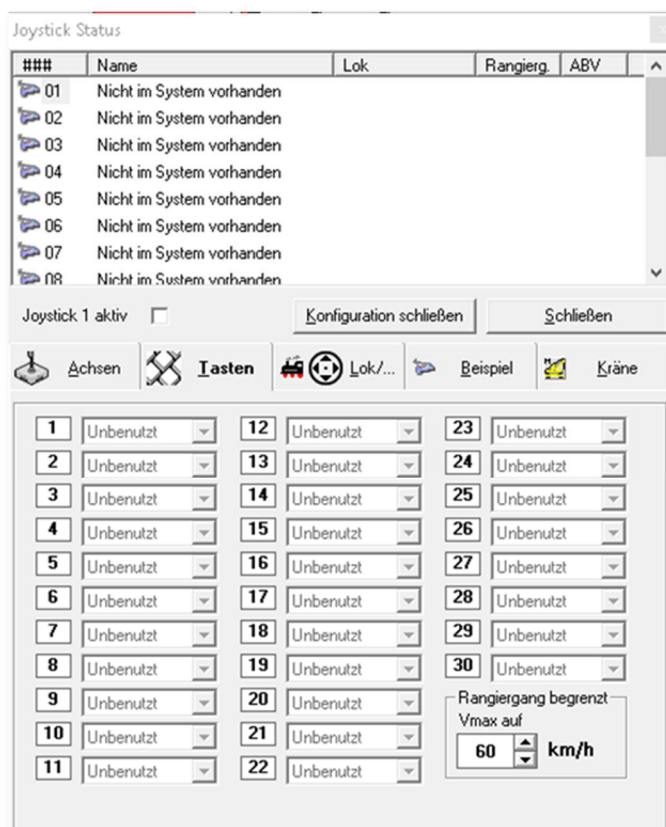 Joystick Status
### Name Lok Rangierg. ABV
01 Nicht im System vorhanden
02 Nicht im System vorhanden
03 Nicht im System vorhanden
04 Nicht im System vorhanden
05 Nicht im System vorhanden
06 Nicht im System vorhanden
07 Nicht im System vorhanden
08 Nicht im System vorhanden
Joystick 1 aktiv Konfiguration schließen Schließen
Achsen Tasten Lok/... Beispiel Kräne
1 Unbenutzt 12 Unbenutzt 23 Unbenutzt
2 Unbenutzt 13 Unbenutzt 24 Unbenutzt
3 Unbenutzt 14 Unbenutzt 25 Unbenutzt
4 Unbenutzt 15 Unbenutzt 26 Unbenutzt
5 Unbenutzt 16 Unbenutzt 27 Unbenutzt
6 Unbenutzt 17 Unbenutzt 28 Unbenutzt
7 Unbenutzt 18 Unbenutzt 29 Unbenutzt
8 Unbenutzt 19 Unbenutzt 30 Unbenutzt
9 Unbenutzt 20 Unbenutzt Rangiergang begrenzt
Vmax auf
10 Unbenutzt 21 Unbenutzt 60 km/h
11 Unbenutzt 22 Unbenutzt